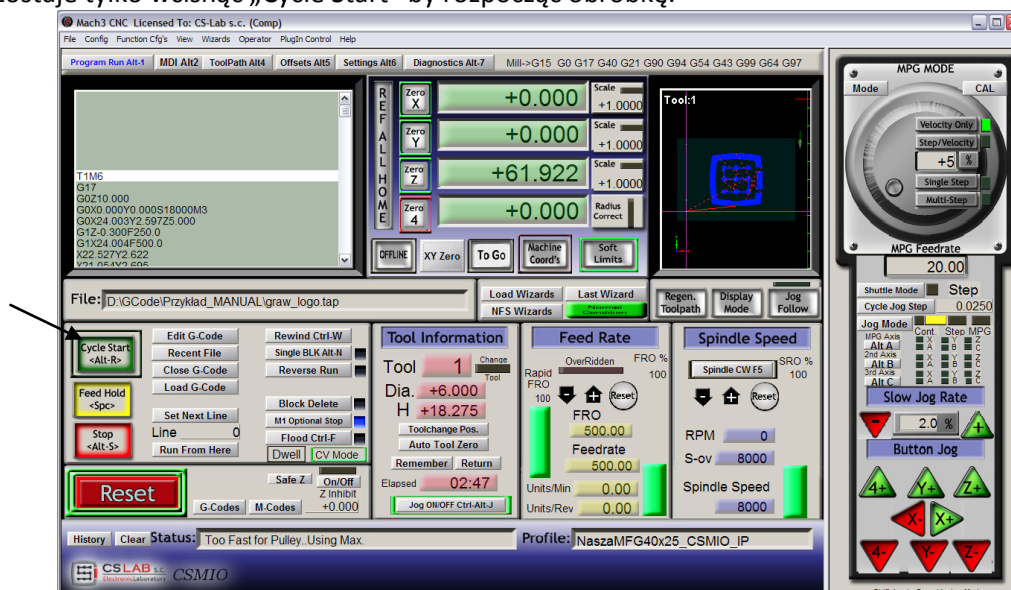 Mach3 CNC Licensed To: CS-Lab s.c. (Comp)
File Config Function Cfg's View Wizards Operator PlugIn Control Help
Program Run Alt-1 MDI Alt2 ToolPath Alt4 Offsets Alt5 Settings Alt6 Diagnostics Alt-7 Mill->G15 G0 G17 G40 G21 G90 G94 G54 G43 G99 G64 G97
T1M6
G17
G0Z10.000
G0X0.000Y0.000S18000M3
G0X24.003Y2.597Z5.000
G1Z-0.300F250.0
G1X24.004F500.0
X22.527Y2.622
X21.054Y2.695
REF ALL HOME
Zero X +0.000 Scale +1.0000
Zero Y +0.000 Scale +1.0000
Zero Z +61.922 Scale +1.0000
Zero 4 +0.000 Radius Correct
OFFLINE XY Zero To Go Machine Coord's Soft Limits
Tool:1
File: D:\GCode\Przykład_MANUAL\graw_logo.tap
Load Wizards Last Wizard
NFS Wizards Normal Condition
Regen. Toolpath Display Mode Jog Follow
Cycle Start <Alt-R>
Feed Hold <Spc>
Stop <Alt-S>
Edit G-Code Rewind Ctrl-W
Recent File Single BLK Alt-N
Close G-Code Reverse Run
Load G-Code
Block Delete
Set Next Line M1 Optional Stop
Line 0 Flood Ctrl-F
Run From Here Dwell CV Mode
Reset
Safe Z On/Off
Z Inhibit
G-Codes M-Codes +0.000
Tool Information
Tool 1 Change Tool
Dia. +6.000
H +18.275
Toolchange Pos.
Auto Tool Zero
Remember Return
Elapsed 02:47
Jog ON/OFF Ctrl-Alt-J
Feed Rate
OverRidden FRO % 100
Rapid FRO 100
Reset
FRO
500.00
Feedrate
500.00
Units/Min 0.00
Units/Rev 0.00
Spindle Speed
Spindle CW F5 SRO % 100
Reset
RPM 0
S-ov 8000
Spindle Speed
8000
History Clear Status: Too Fast for Pulley..Using Max. Profile: NaszaMFG40x25_CSMIO_IP
CSLAB s.c.
ElectronicLaboratory CSMIO
MPG MODE
Mode CAL
Velocity Only
Step/Velocity
+5 %
Single Step
Multi-Step
MPG Feedrate
20.00
Shuttle Mode Step
Cycle Jog Step 0.0250
Jog Mode Cont. Step MPG
MPG Axis X Y Z
Alt A A B C
2nd Axis X Y Z
Alt B A B C
3rd Axis X Y Z
Alt C A B C
Slow Jog Rate
- 2.0 % +
Button Jog
4+ Y+ Z+
X- X+
4- Y- Z-